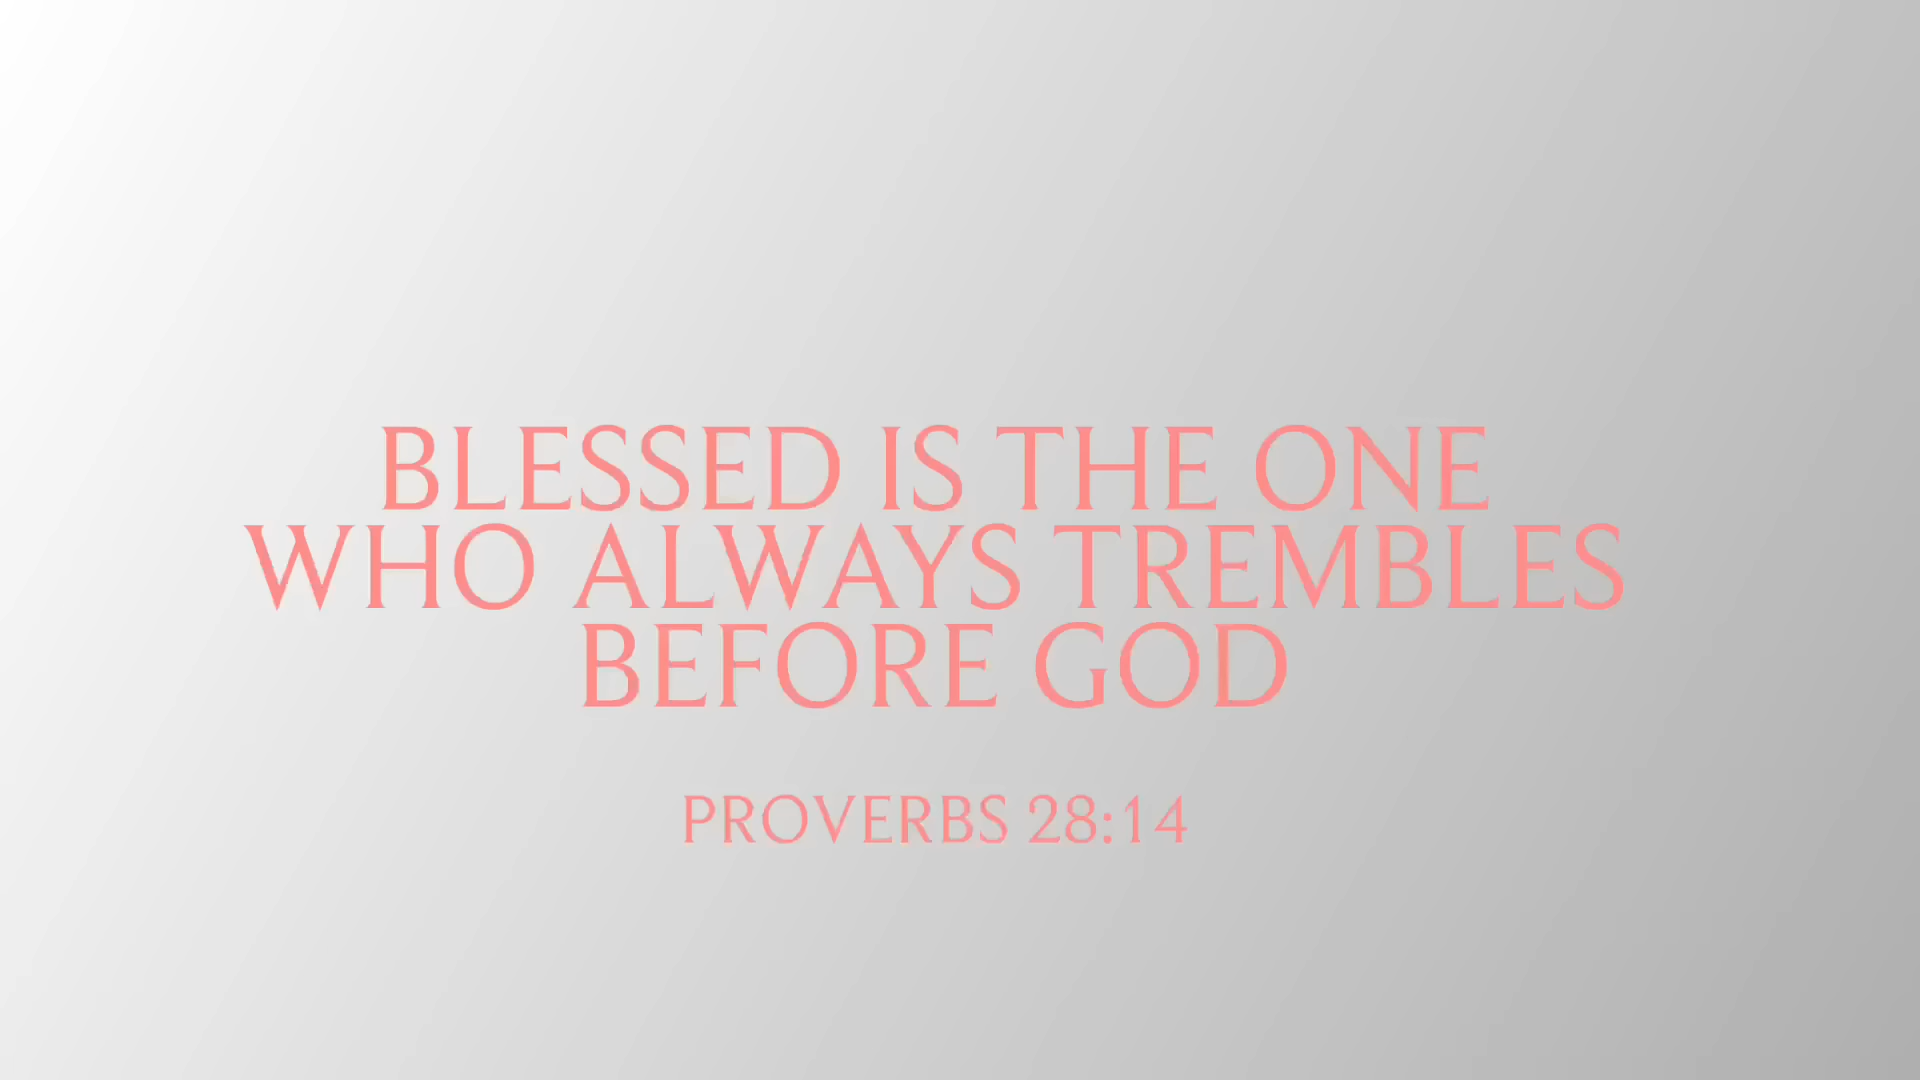 BLESSED IS THE ONE
WHO ALWAYS TREMBLES
BEFORE GOD
PROVERBS 28:14